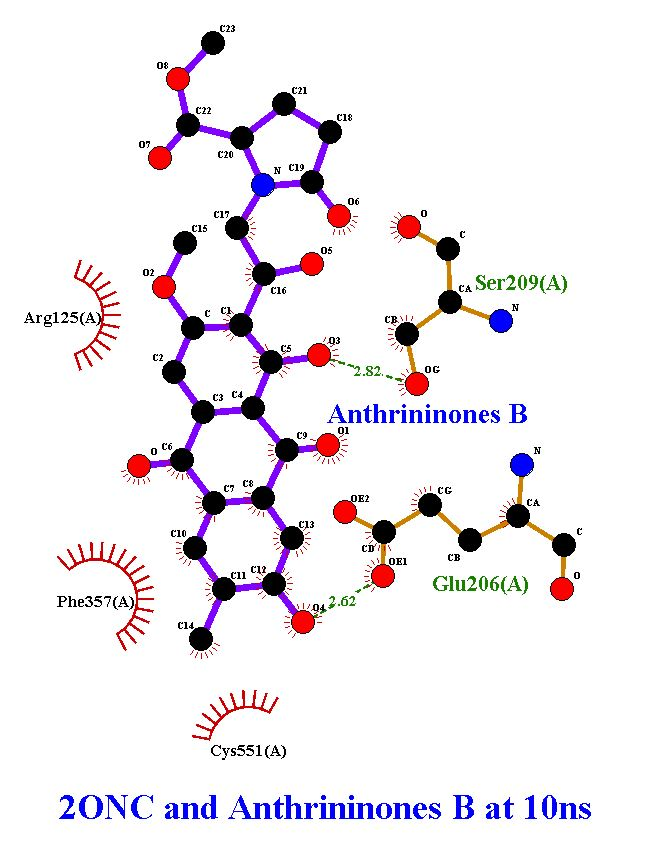 C23
O8
C21
C22
C18
O7
C20
N
C19
O6
C17
O
C15
C
O2
O5
CA
Ser209(A)
C16
N
Arg125(A)
C
C1
CB
C5
O3
C2
2.82
OG
C3
C4
Anthrininones B
O
C6
C9
O1
N
C7
C8
OE2
CG
CA
C13
C10
CD
CB
C
OE1
C11
C12
O
Glu206(A)
Phe357(A)
O4
2.62
C14
Cys551(A)
2ONC and Anthrininones B at 10ns